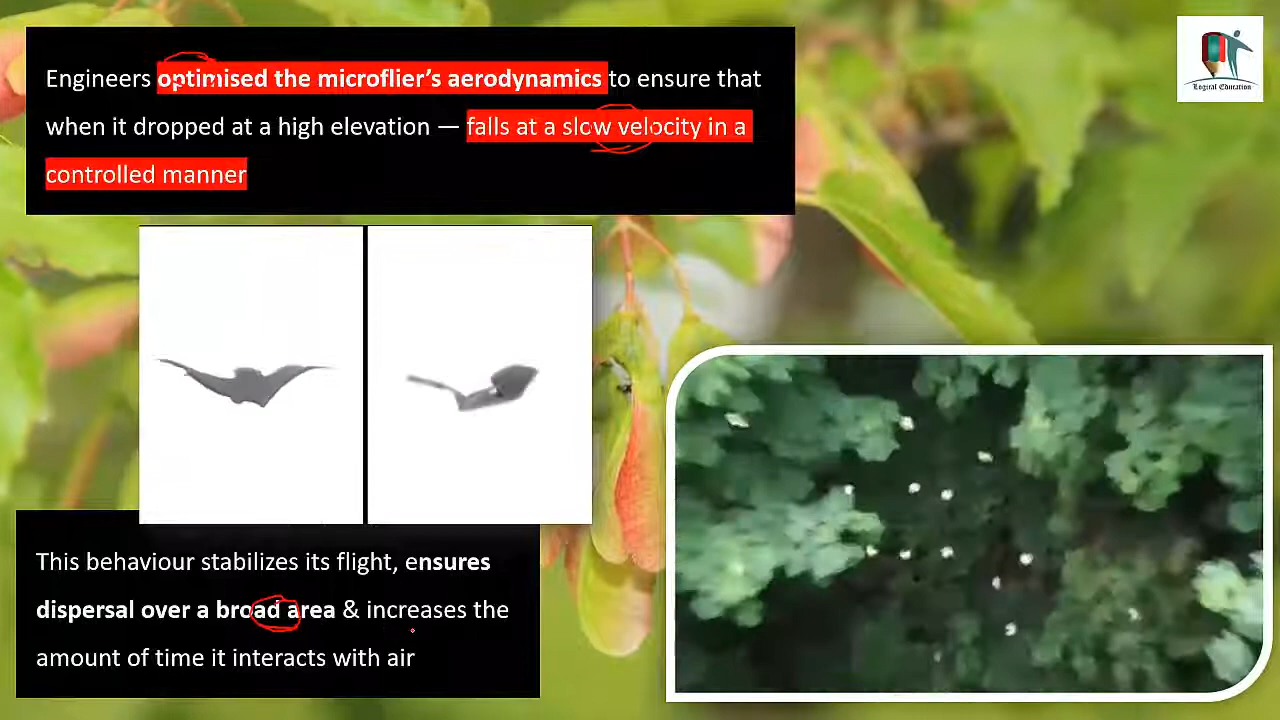 Engineers optimised the microflier's aerodynamics to ensure that
when it dropped at a high elevation — falls at a slow velocity in a
controlled manner
Logical Education
This behaviour stabilizes its flight, ensures
dispersal over a broad area & increases the
amount of time it interacts with air